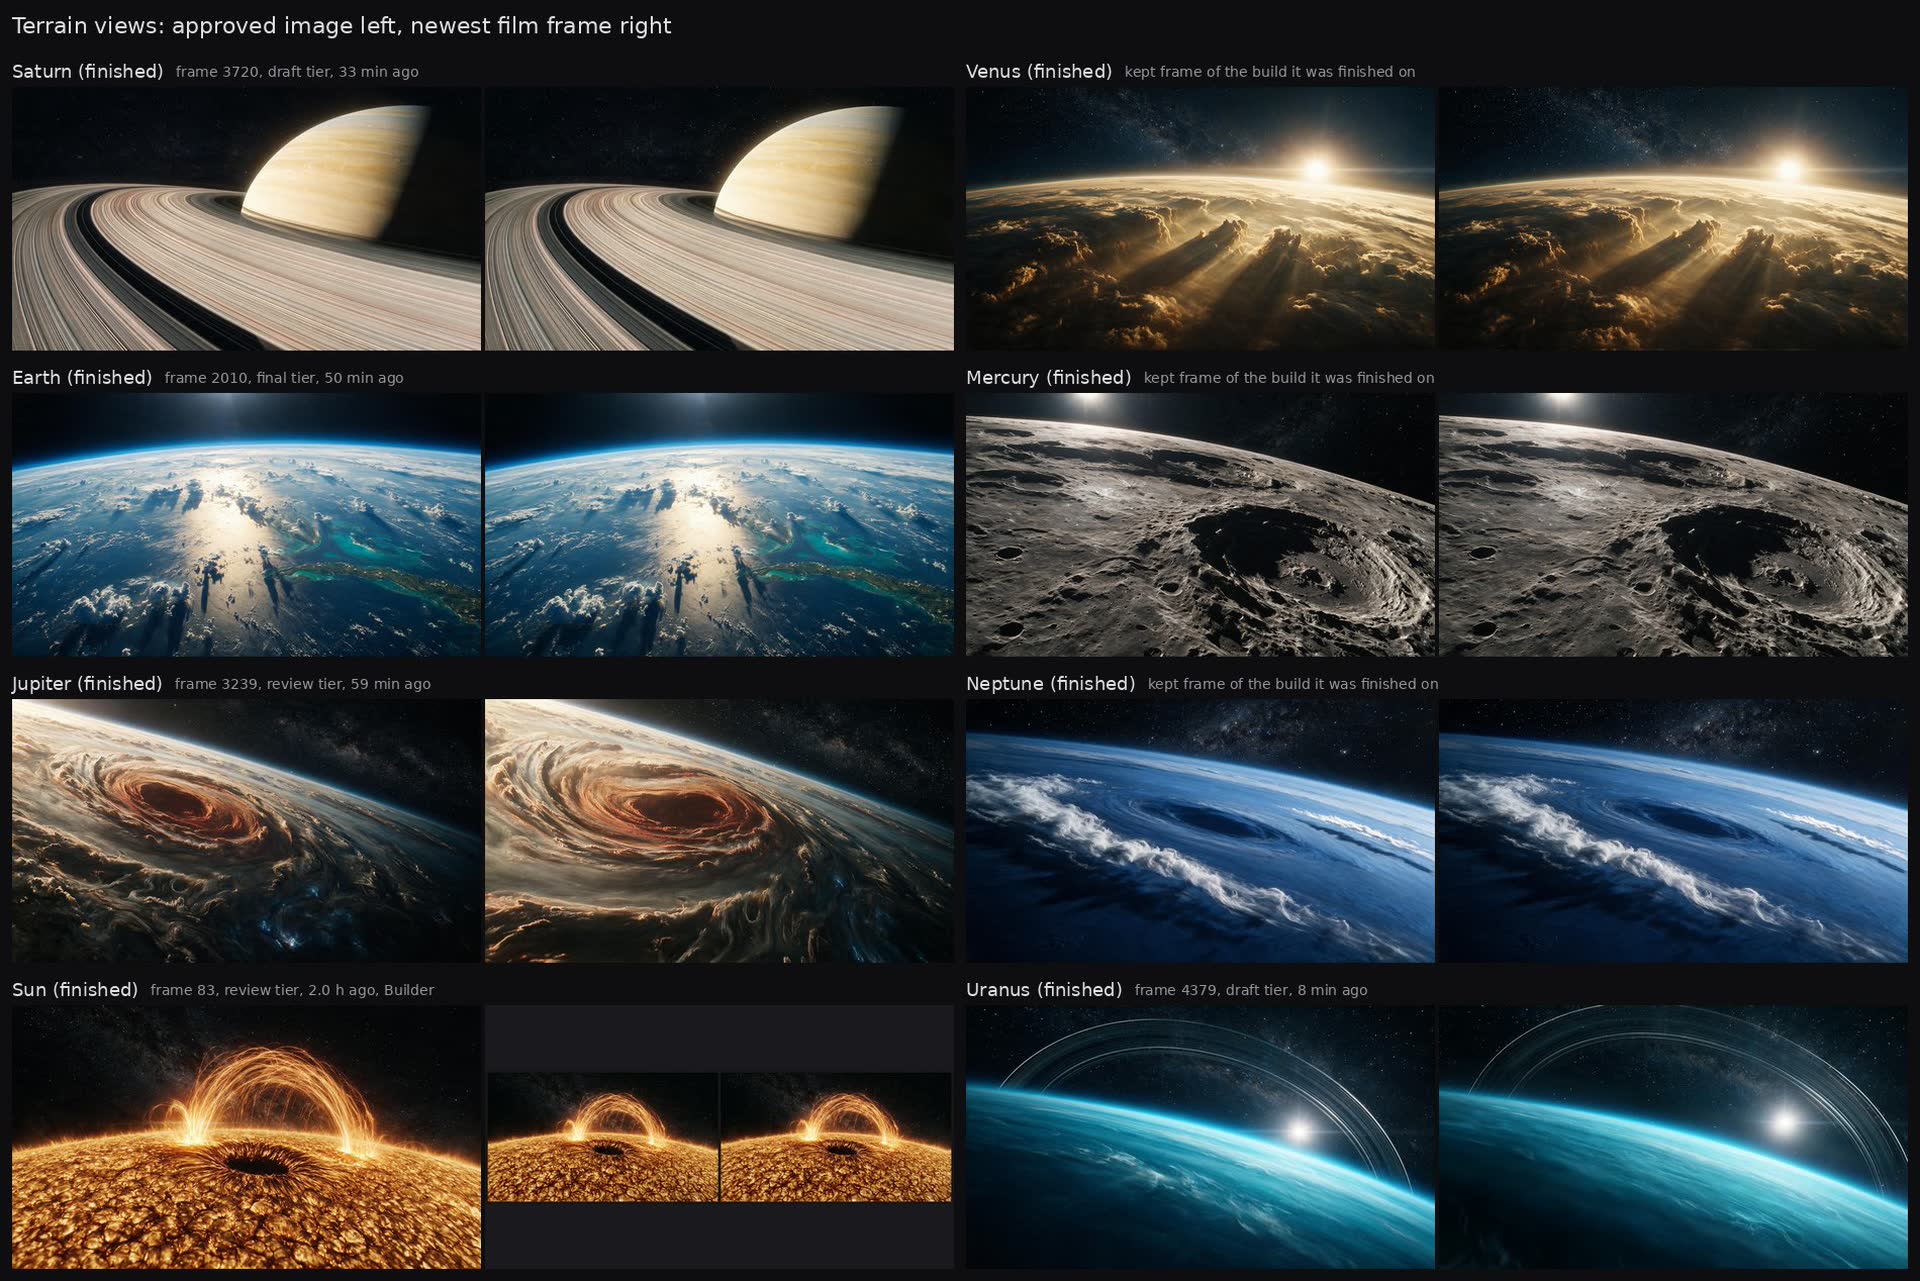 Terrain views: approved image left, newest film frame right
Saturn (finished) frame 3720, draft tier, 33 min ago
Venus (finished) kept frame of the build it was finished on
Earth (finished) frame 2010, final tier, 50 min ago
Mercury (finished) kept frame of the build it was finished on
Jupiter (finished) frame 3239, review tier, 59 min ago
Neptune (finished) kept frame of the build it was finished on
Sun (finished) frame 83, review tier, 2.0 h ago, Builder
Uranus (finished) frame 4379, draft tier, 8 min ago